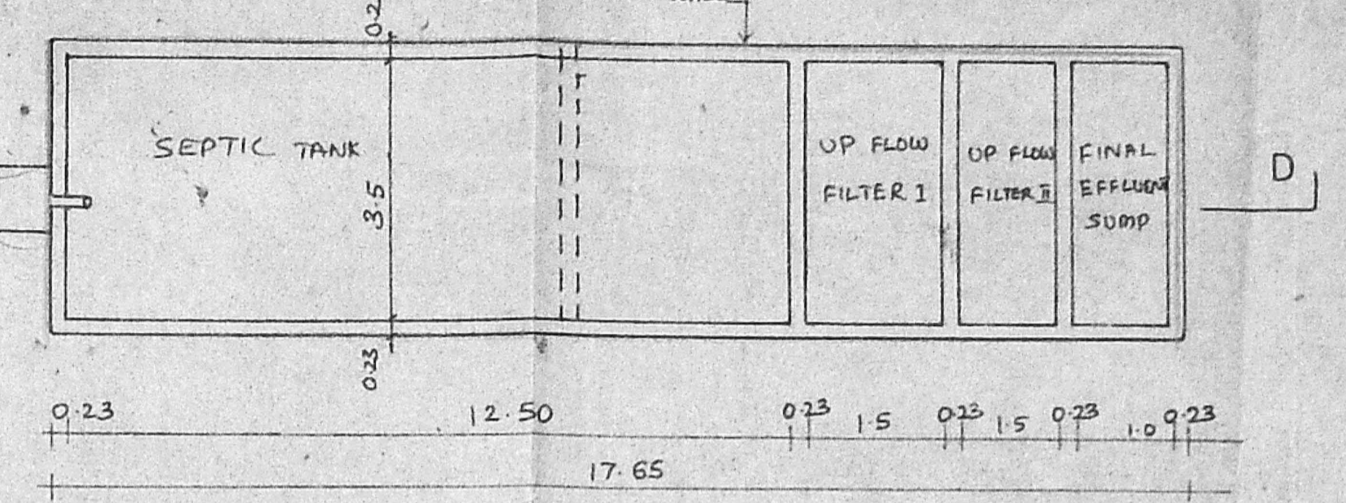 0.2
SEPTIC TANK
3.5
UP FLOW
FILTER I
UP FLOW
FILTER II
FINAL
EFFLUENT
SUMP
D
0.23
0.23
12.50
0.23
1.5
0.23
1.5
0.23
1.0
0.23
17.65